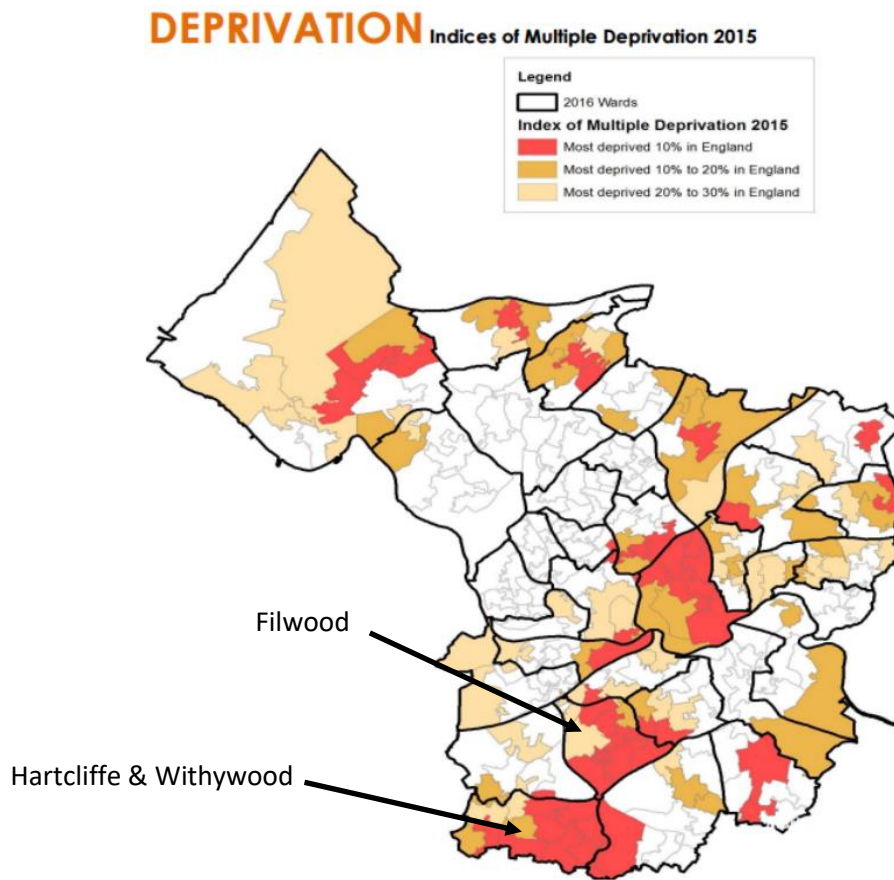 DEPRIVATION Indices of Multiple Deprivation 2015
Legend
2016 Wards
Index of Multiple Deprivation 2015
Most deprived 10% in England
Most deprived 10% to 20% in England
Most deprived 20% to 30% in England
Filwood
Hartcliffe & Withywood